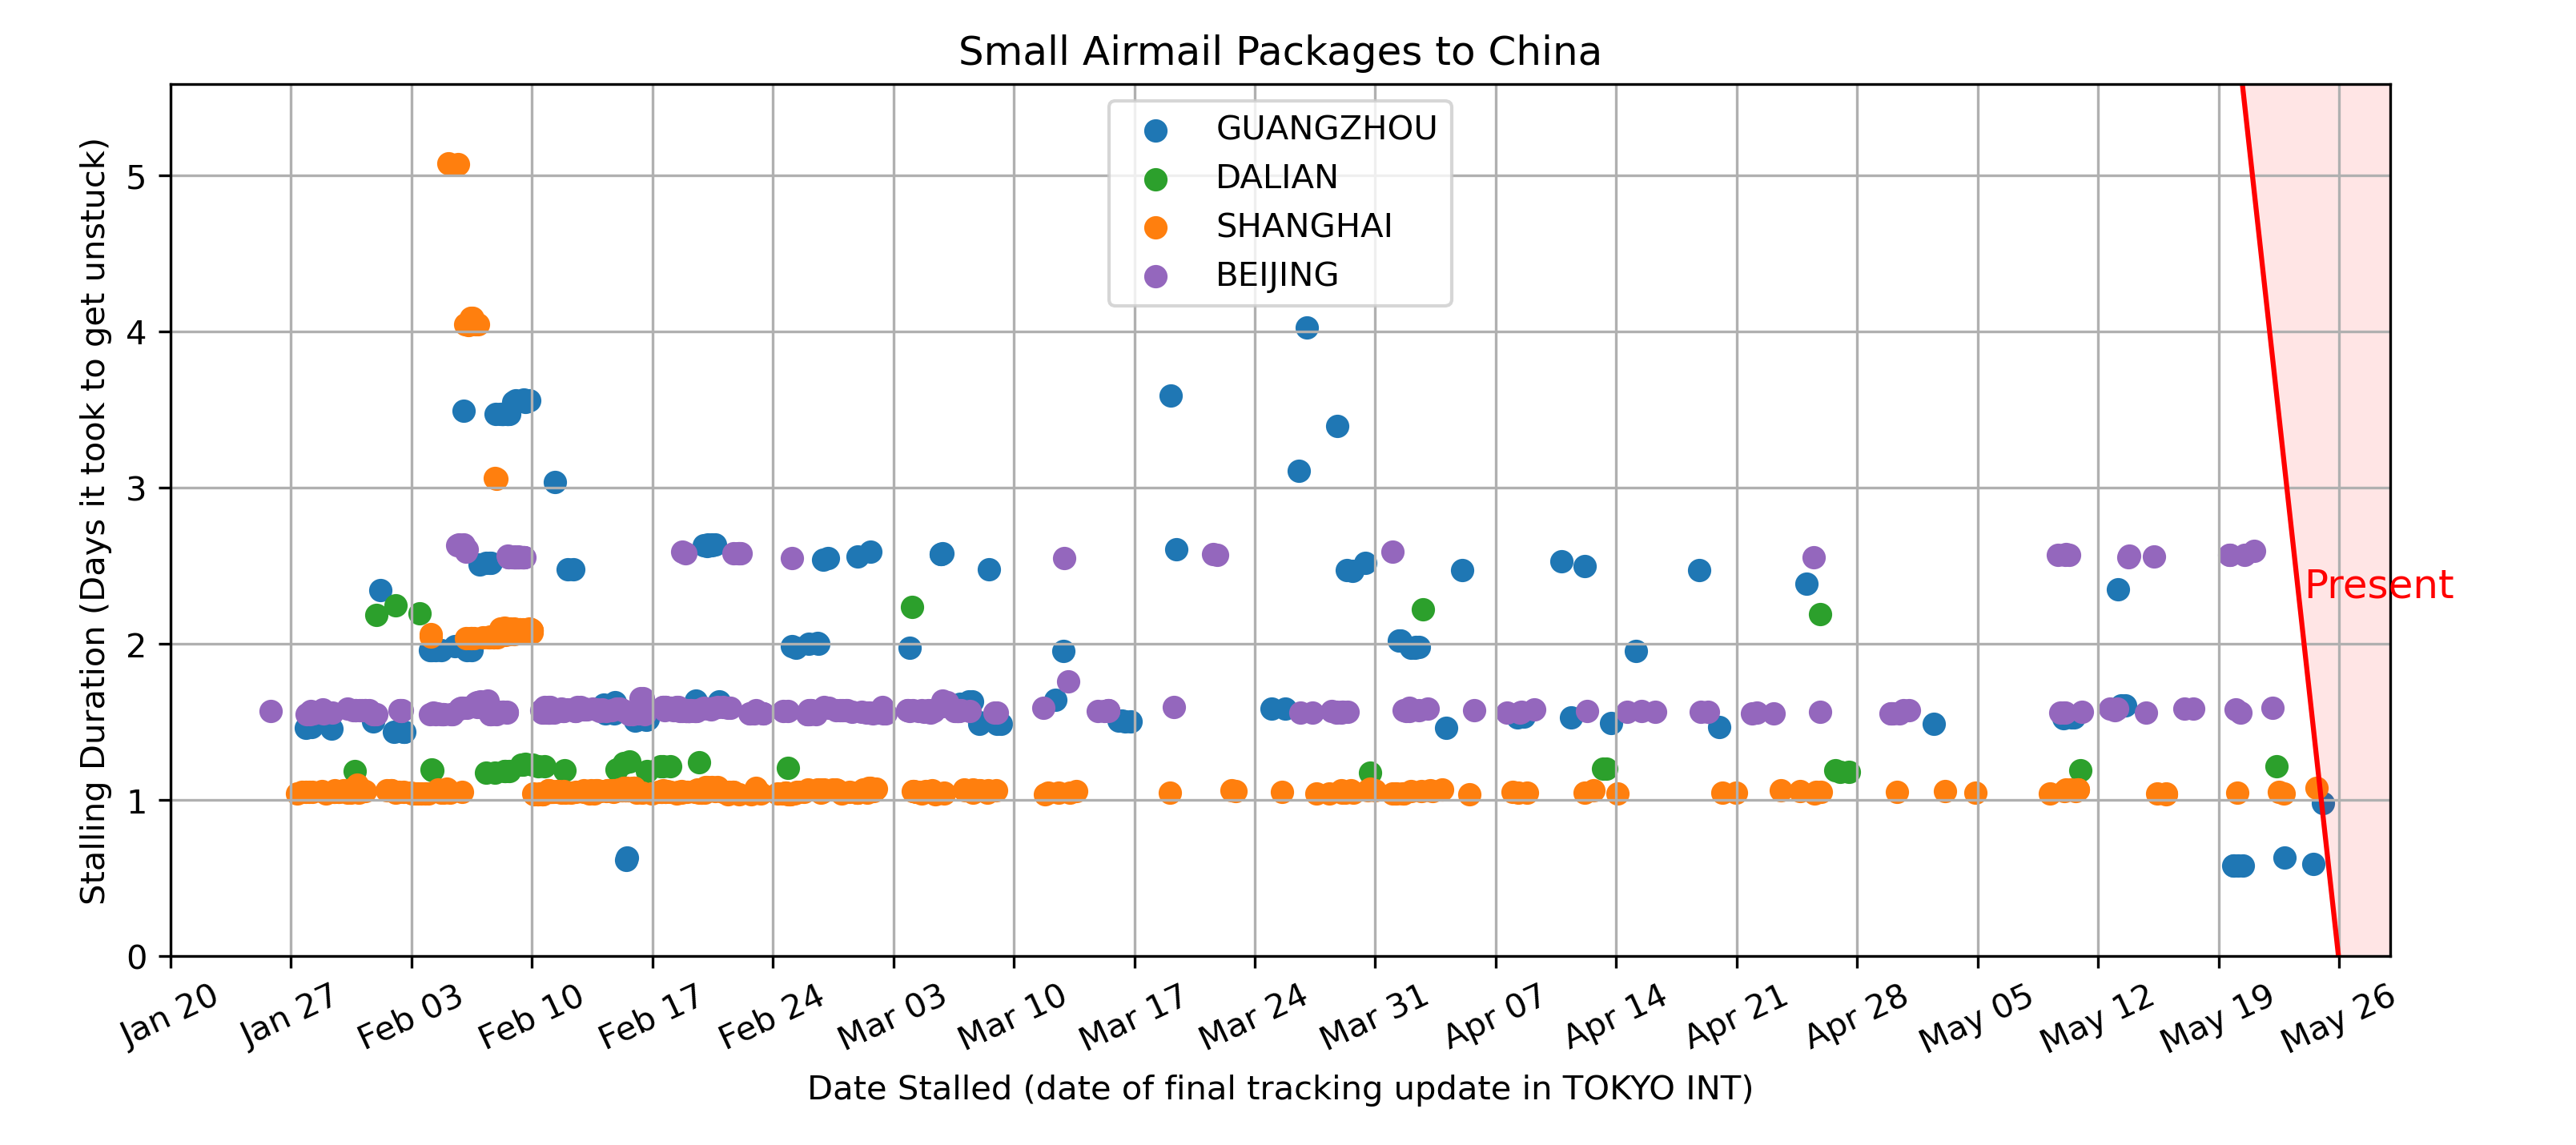 Small Airmail Packages to China
Stalling Duration (Days it took to get unstuck)
5
4
3
2
1
0
GUANGZHOU
DALIAN
SHANGHAI
BEIJING
Present
Jan 20
Jan 27
Feb 03
Feb 10
Feb 17
Feb 24
Mar 03
Mar 10
Mar 17
Mar 24
Mar 31
Apr 07
Apr 14
Apr 21
Apr 28
May 05
May 12
May 19
May 26
Date Stalled (date of final tracking update in TOKYO INT)